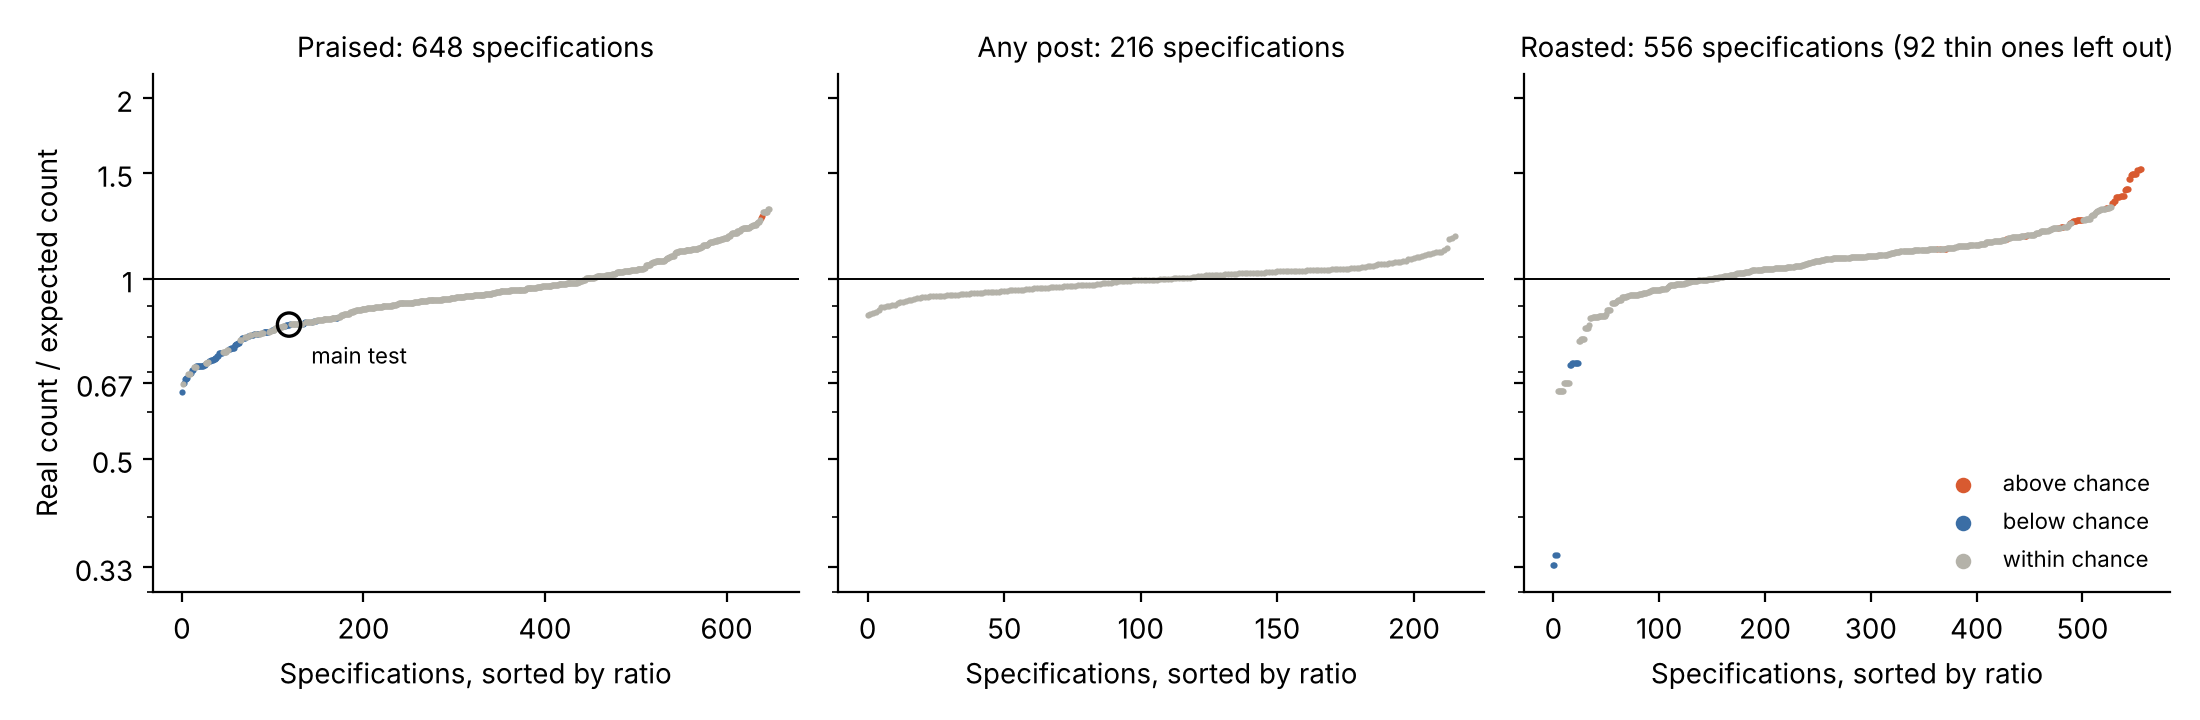 Praised: 648 specifications
Any post: 216 specifications
Roasted: 556 specifications (92 thin ones left out)
Real count / expected count
2
1.5
1
0.67
0.5
0.33
main test
above chance
below chance
within chance
0 200 400 600
0 50 100 150 200
0 100 200 300 400 500
Specifications, sorted by ratio
Specifications, sorted by ratio
Specifications, sorted by ratio